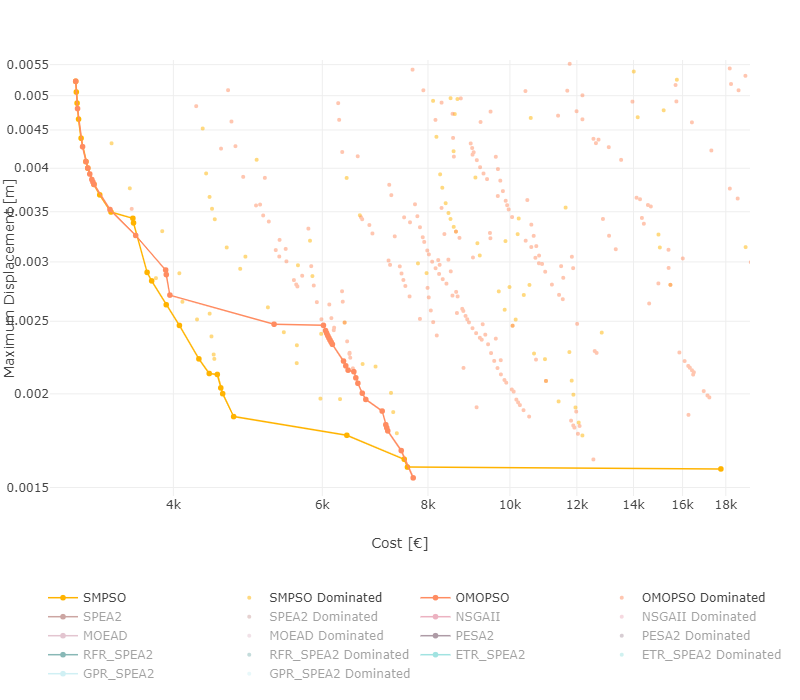 0.0055
0.005
0.0045
0.004
0.0035
0.003
0.0025
0.002
0.0015
Maximum Displacement [m]
4k 6k 8k 10k 12k 14k 16k 18k
Cost [€]
SMPSO SMPSO Dominated OMOPSO OMOPSO Dominated
SPEA2 SPEA2 Dominated NSGAII NSGAII Dominated
MOEAD MOEAD Dominated PESA2 PESA2 Dominated
RFR_SPEA2 RFR_SPEA2 Dominated ETR_SPEA2 ETR_SPEA2 Dominated
GPR_SPEA2 GPR_SPEA2 Dominated